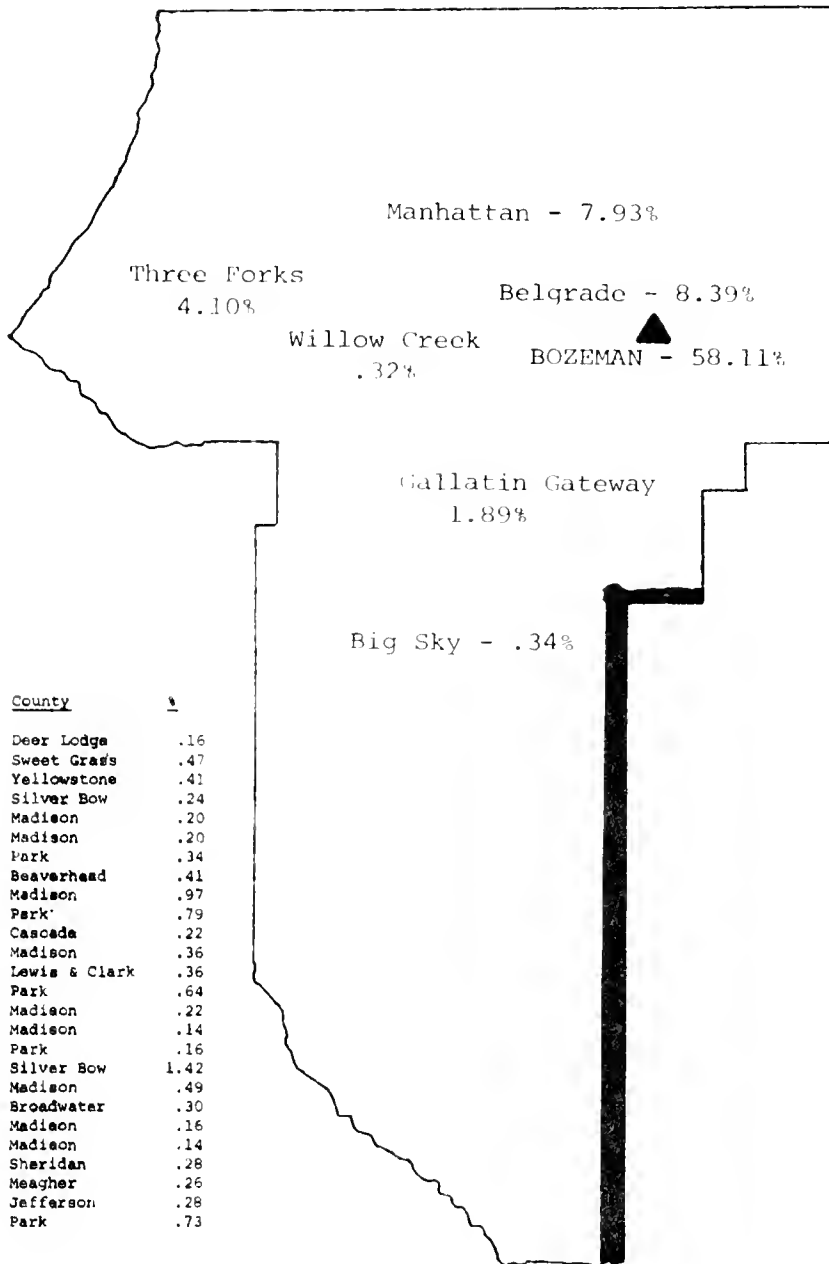 Manhattan - 7.93%
Three Forks
4.10%
Belgrade - 8.39%
Willow Creek
.32%
BOZEMAN - 58.11%
Gallatin Gateway
1.89%
Big Sky - .34%
County %
Deer Lodge .16
Sweet Grass .47
Yellowstone .41
Silver Bow .24
Madison .20
Madison .20
Park .34
Beaverhead .41
Madison .97
Park .79
Cascade .22
Madison .36
Lewis & Clark .36
Park .64
Madison .22
Madison .14
Park .16
Silver Bow 1.42
Madison .49
Broadwater .30
Madison .16
Madison .14
Sheridan .28
Meagher .26
Jefferson .28
Park .73